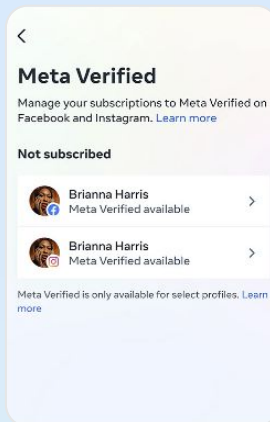 Meta Verified
Manage your subscriptions to Meta Verified on
Facebook and Instagram. Learn more
Not subscribed
Brianna Harris
Meta Verified available
Brianna Harris
Meta Verified available
Meta Verified is only available for select profiles. Learn
more